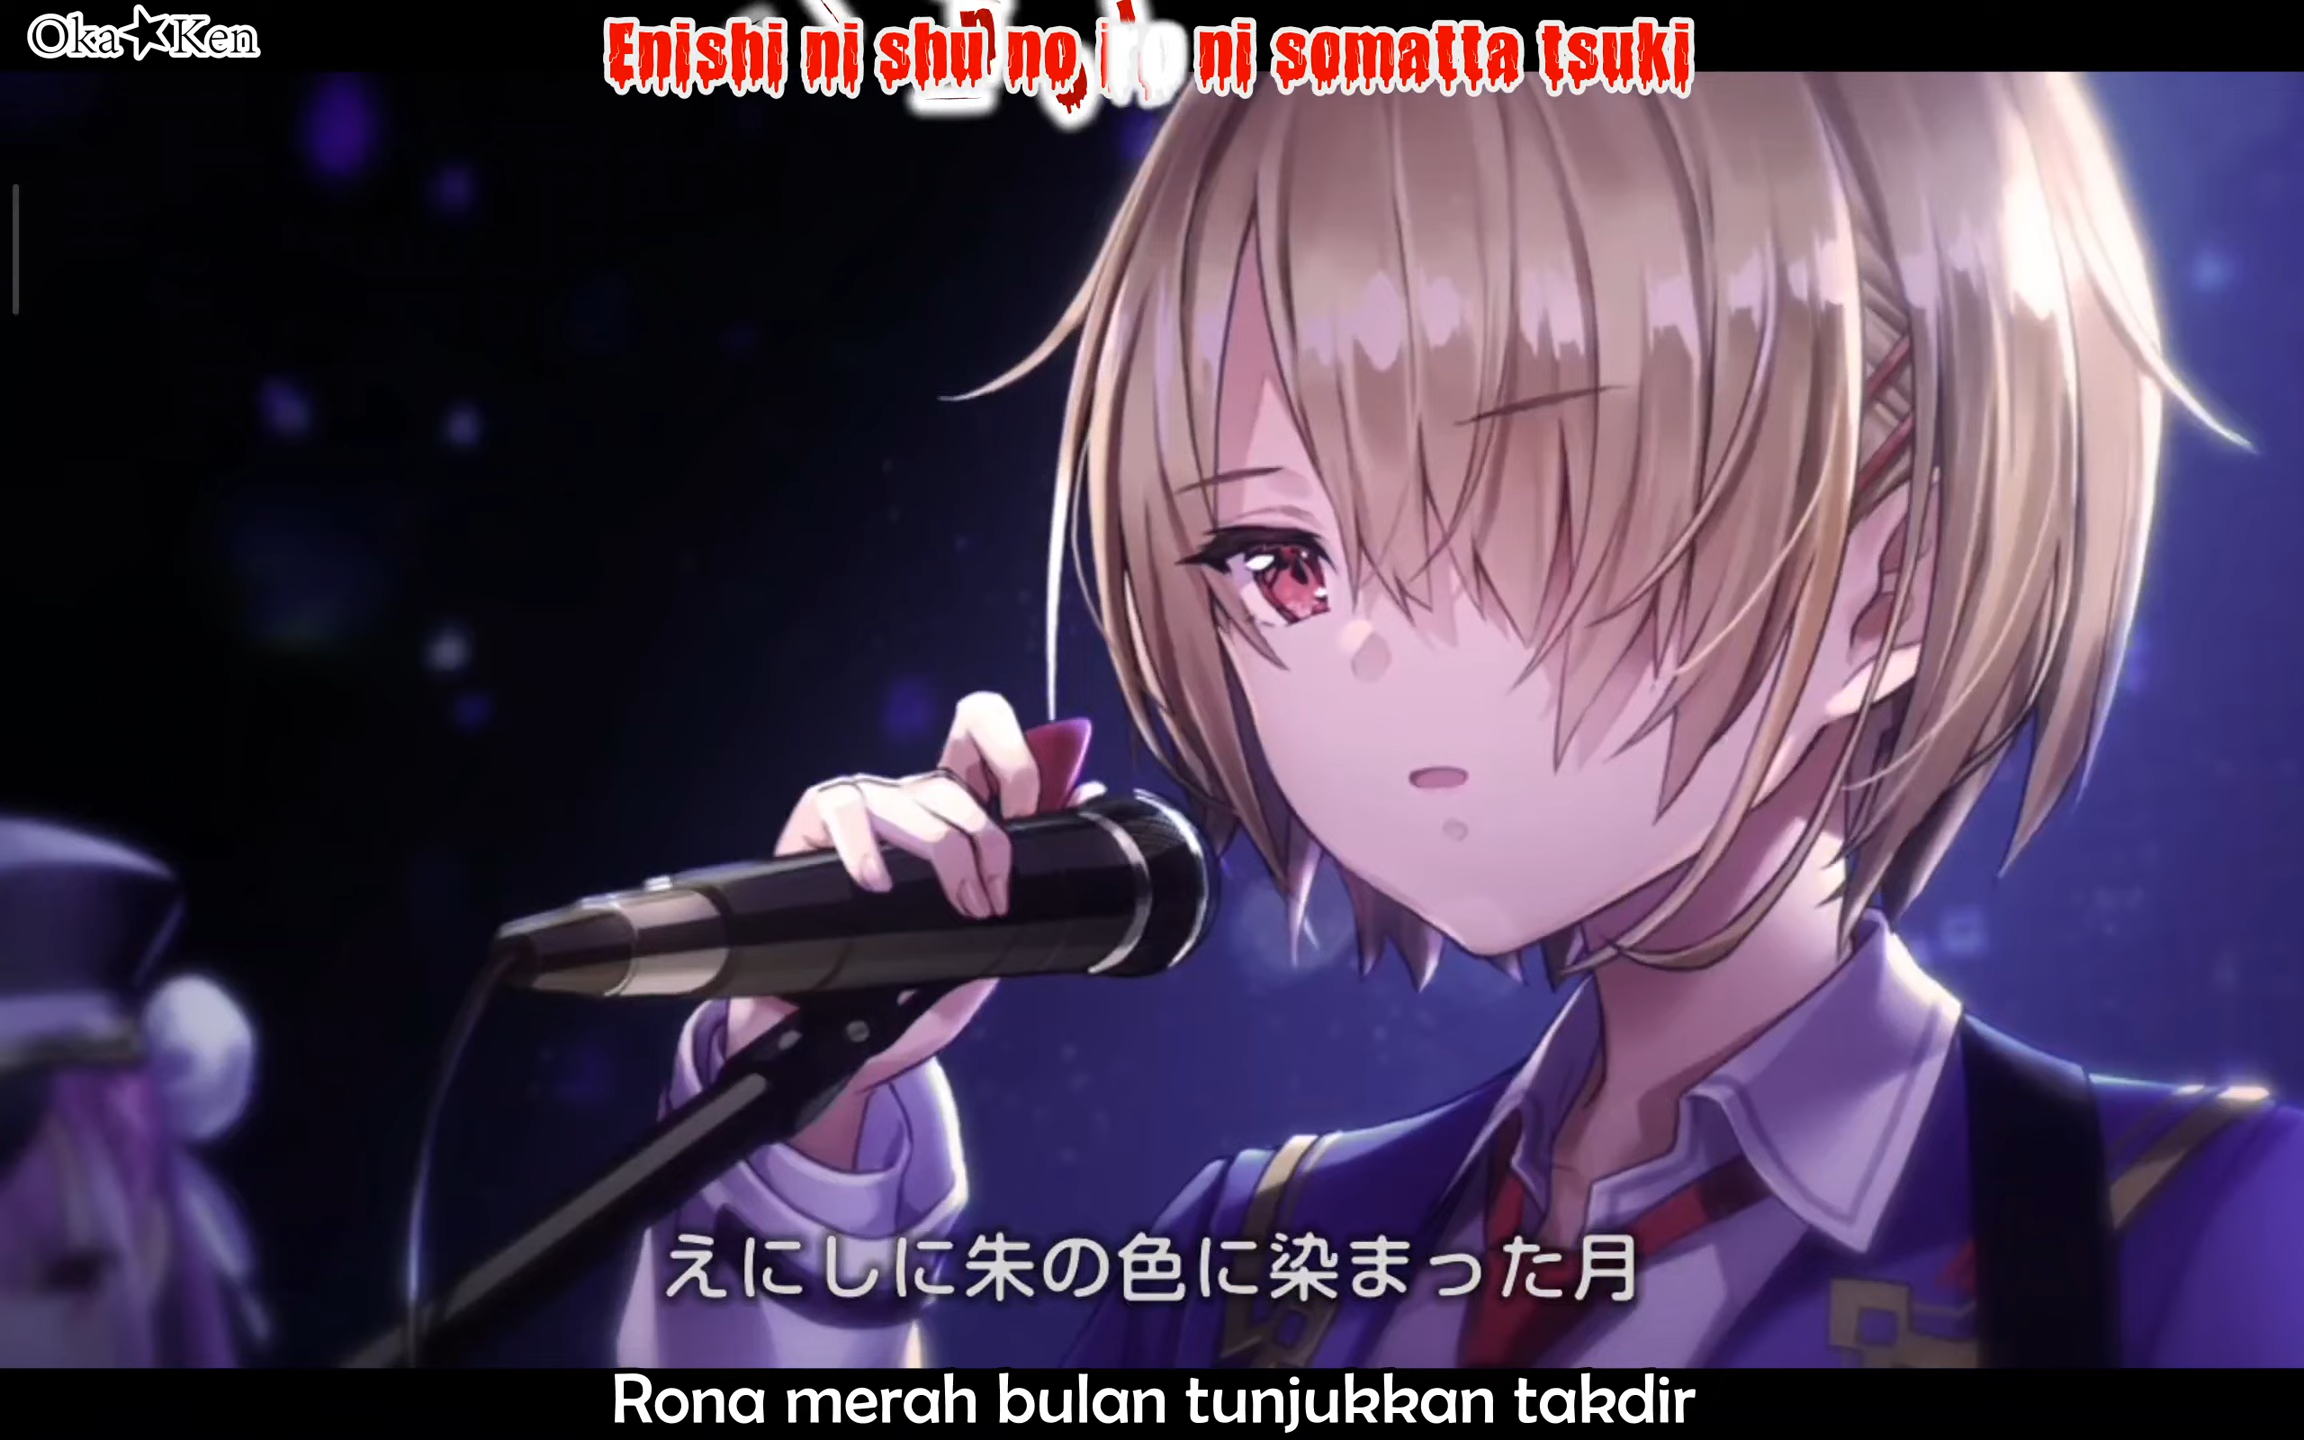 Oka★Ken
Enishi ni shu no iro ni somatta tsuki
えにしに朱の色に染まった月
Rona merah bulan tunjukkan takdir